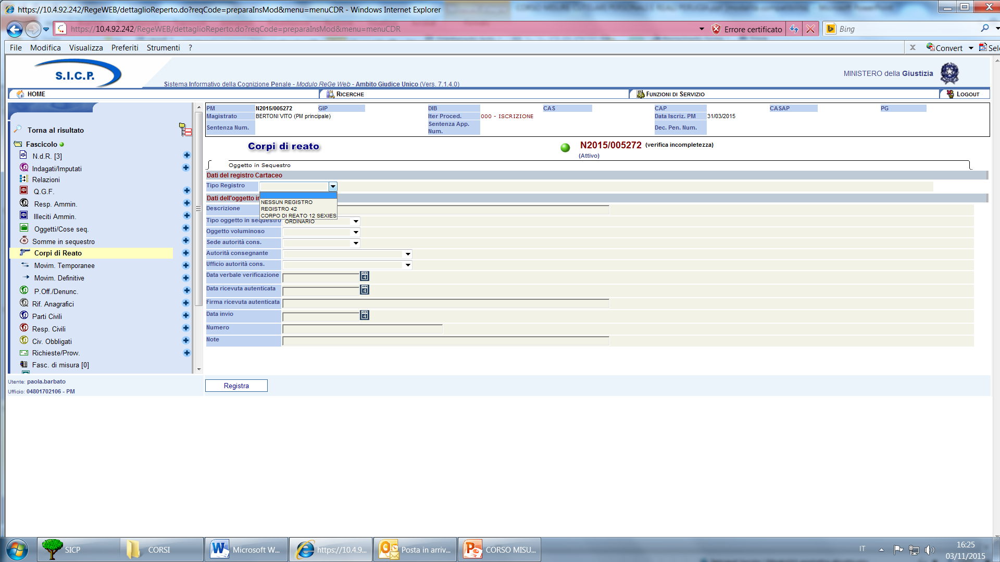 https://10.4.92.242/RegeWEB/dettaglioReperto.do?reqCode=preparaInsMod&menu=menuCDR - Windows Internet Explorer
https://10.4.92.242/RegeWEB/dettaglioReperto.do?reqCode=preparaInsMod&menu=menuCDR
Errore certificato
Bing
File Modifica Visualizza Preferiti Strumenti ?
x Convert Sel
S.I.C.P.
Sistema Informativo della Cognizione Penale - Modulo ReGe Web - Ambito Giudice Unico (Vers. 7.1.4.0)
MINISTERO della Giustizia
HOME
RICERCHE
FUNZIONI DI SERVIZIO
LOGOUT
PM N2015/005272 GIP DIB CAS CAP CASAP PG
Magistrato BERTONI VITO (PM principale) Iter Proced. 000 - ISCRIZIONE Data Iscriz. PM 31/03/2015
Sentenza Num. Sentenza App. Num. Dec. Pen. Num.
Torna al risultato
Fascicolo
N.d.R. [3]
Indagati/Imputati
Relazioni
Q.G.F.
Resp. Ammin.
Illeciti Ammin.
Oggetti/Cose seq.
Somme in sequestro
Corpi di Reato
Movim. Temporanee
Movim. Definitive
P.Off./Denunc.
Rif. Anagrafici
Parti Civili
Resp. Civili
Civ. Obbligati
Richieste/Provv.
Fasc. di misura [0]
Utente: paola.barbato
Ufficio: 04801702106 - PM
Corpi di reato
N2015/005272 (verifica incompletezza)
(Attivo)
Oggetto in Sequestro
Dati del registro Cartaceo
Tipo Registro
NESSUN REGISTRO
REGISTRO 42
CORPO DI REATO 12 SEXIES
Dati dell'oggetto in
Descrizione
Tipo oggetto in sequestro ORDINARIO
Oggetto voluminoso
Sede autorità cons.
Autorità consegnante
Ufficio autorità cons.
Data verbale verificazione
Data ricevuta autenticata
Firma ricevuta autenticata
Data invio
Numero
Note
Registra
SICP
CORSI
Microsoft W...
https://10.4.9...
Posta in arriv...
CORSO MISU...
IT
16:25
03/11/2015